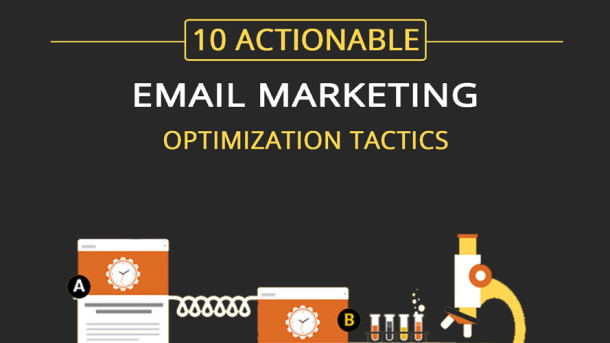 10 ACTIONABLE
EMAIL MARKETING
OPTIMIZATION TACTICS
A
B